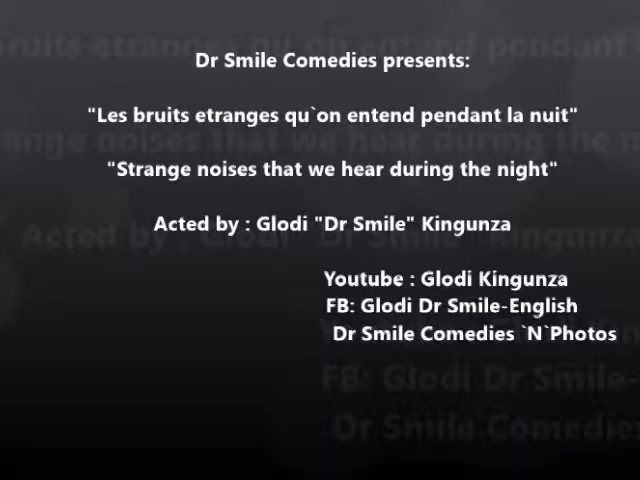 Dr Smile Comedies presents:
"Les bruits etranges qu`on entend pendant la nuit"
"Strange noises that we hear during the night"
Acted by : Glodi "Dr Smile" Kingunza
Youtube : Glodi Kingunza
FB: Glodi Dr Smile-English
Dr Smile Comedies `N`Photos